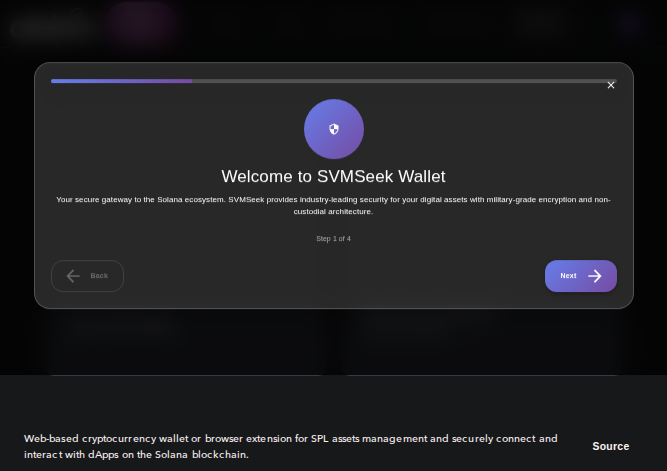 Welcome to SVMSeek Wallet
Your secure gateway to the Solana ecosystem. SVMSeek provides industry-leading security for your digital assets with military-grade encryption and non-
custodial architecture.
Step 1 of 4
Back
Next
Web-based cryptocurrency wallet or browser extension for SPL assets management and securely connect and
interact with dApps on the Solana blockchain.
Source